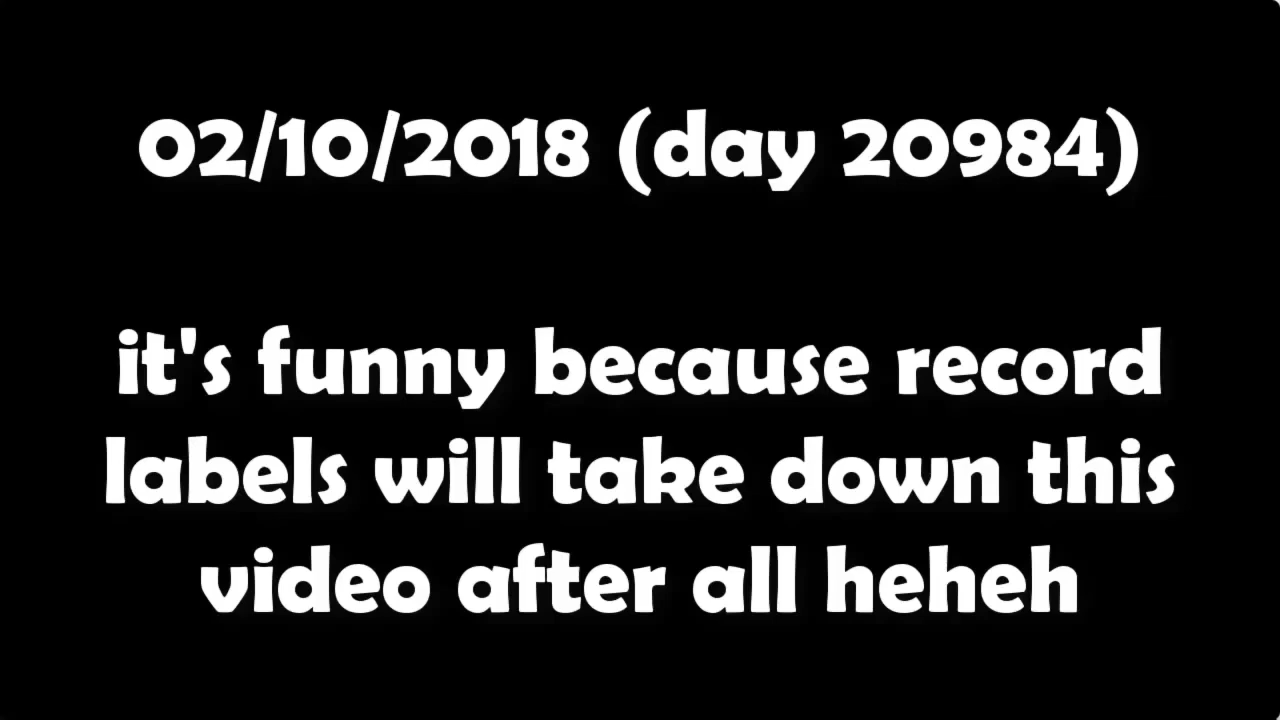 02/10/2018 (day 20984)
it's funny because record
labels will take down this
video after all heheh